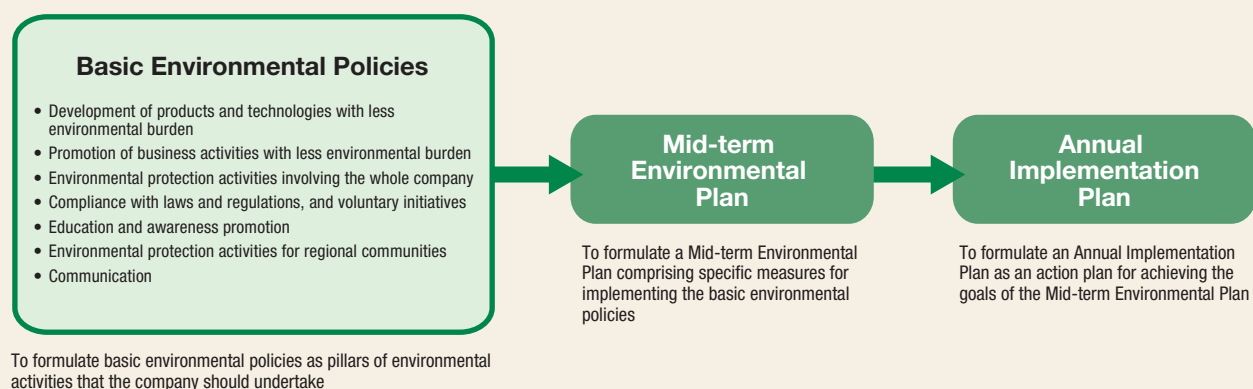 Basic Environmental Policies
• Development of products and technologies with less
environmental burden
• Promotion of business activities with less environmental burden
• Environmental protection activities involving the whole company
• Compliance with laws and regulations, and voluntary initiatives
• Education and awareness promotion
• Environmental protection activities for regional communities
• Communication
To formulate basic environmental policies as pillars of environmental
activities that the company should undertake
Mid-term
Environmental
Plan
To formulate a Mid-term Environmental
Plan comprising specific measures for
implementing the basic environmental
policies
Annual
Implementation
Plan
To formulate an Annual Implementation
Plan as an action plan for achieving the
goals of the Mid-term Environmental Plan